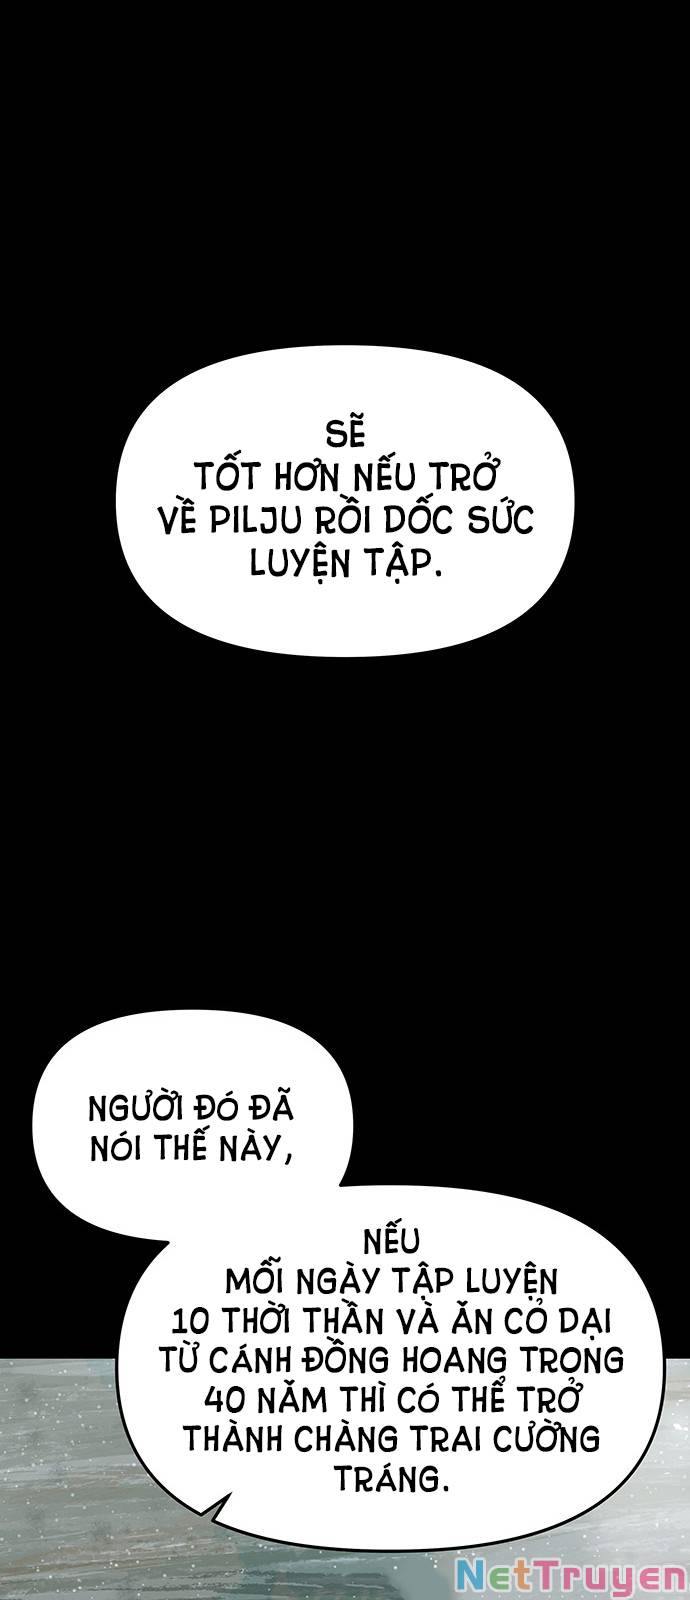 SẼ
TỐT HƠN NẾU TRỞ
VỀ PILJU RỒI DỐC SỨC
LUYỆN TẬP.
NGƯỜI ĐÓ ĐÃ
NÓI THẾ NÀY,
NẾU
MỖI NGÀY TẬP LUYỆN
10 THỜI THẦN VÀ ĂN CỎ DẠI
TỪ CÁNH ĐỒNG HOANG TRONG
40 NĂM THÌ CÓ THỂ TRỞ
THÀNH CHÀNG TRAI CƯỜNG
TRÁNG.
NETTRUYEN